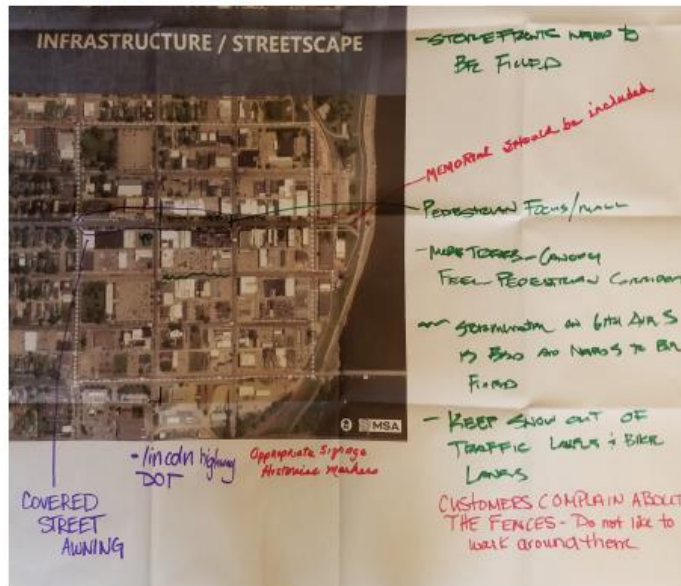 INFRASTRUCTURE / STREETSCAPE
- STOREFRONTS NEED TO
BE FILLED
MEMORIAL should be included
PEDESTRIAN FOCUS/MALL
- MORE TREES - CANOPY
FEEL PEDESTRIAN CORRIDOR
ON 6TH AVE S
IS BAD AND NEEDS TO BE
FIXED
- KEEP SNOW OUT OF
TRAFFIC LANES & BIKE
LANES
CUSTOMERS COMPLAIN ABOUT
THE FENCES - Do not like to
walk around them
MSA
- lincoln highway
DOT
Appropriate Signage
Historical Markers
COVERED
STREET
AWNING